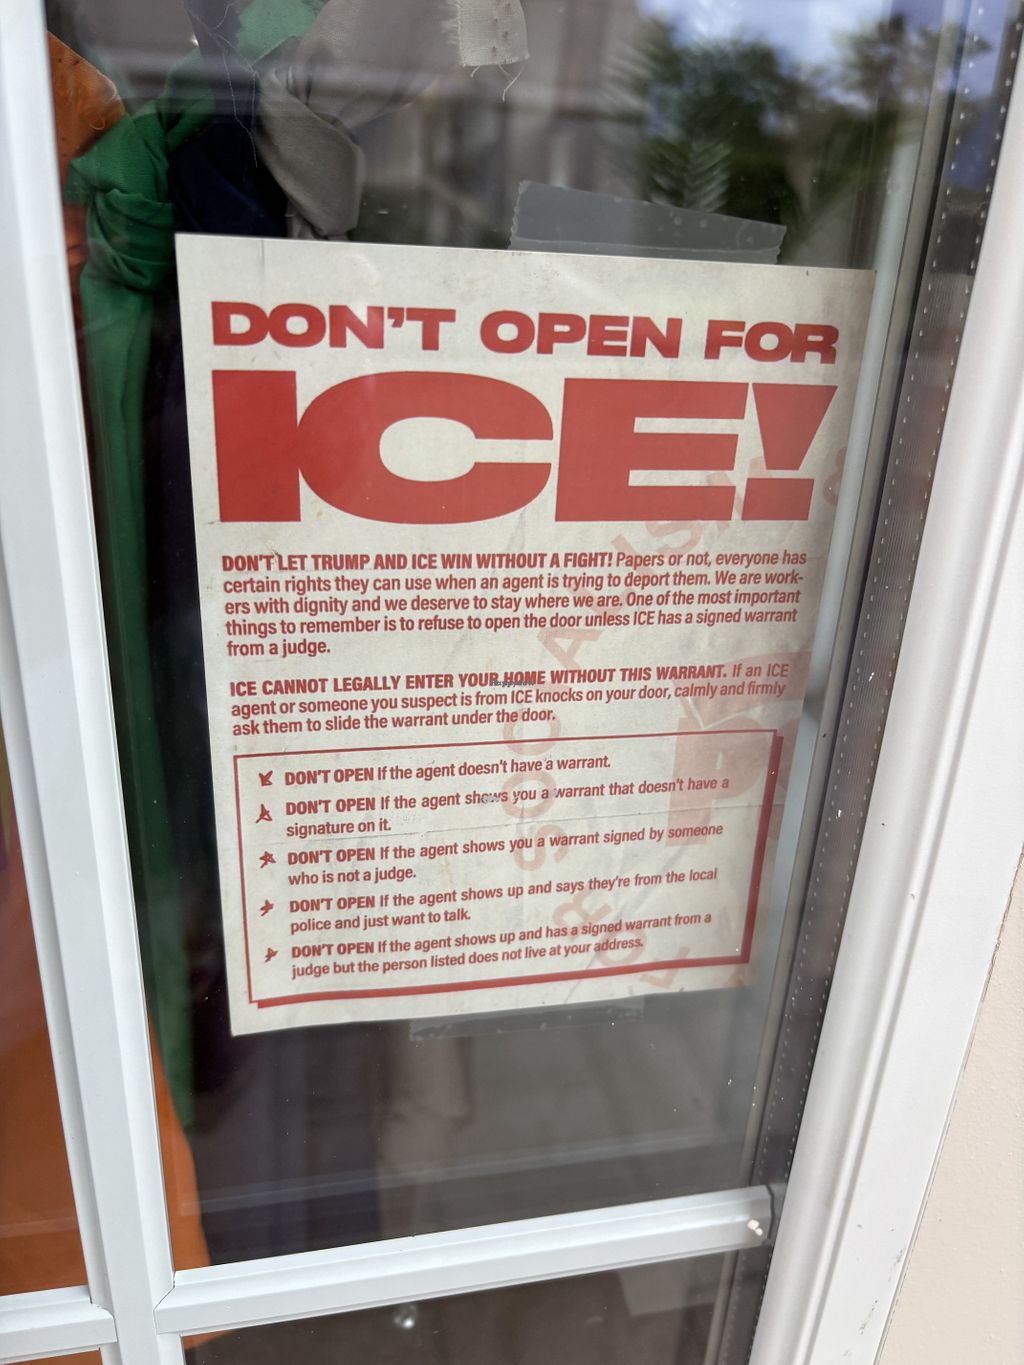 DON'T OPEN FOR
ICE!
DON'T LET TRUMP AND ICE WIN WITHOUT A FIGHT! Papers or not, everyone has
certain rights they can use when an agent is trying to deport them. We are work-
ers with dignity and we deserve to stay where we are. One of the most important
things to remember is to refuse to open the door unless ICE has a signed warrant
from a judge.
ICE CANNOT LEGALLY ENTER YOUR HOME WITHOUT THIS WARRANT. If an ICE
agent or someone you suspect is from ICE knocks on your door, calmly and firmly
ask them to slide the warrant under the door.
DON'T OPEN If the agent doesn't have a warrant.
DON'T OPEN If the agent shows you a warrant that doesn't have a
signature on it.
DON'T OPEN If the agent shows you a warrant signed by someone
who is not a judge.
DON'T OPEN If the agent shows up and says they're from the local
police and just want to talk.
DON'T OPEN If the agent shows up and has a signed warrant from a
judge but the person listed does not live at your address.